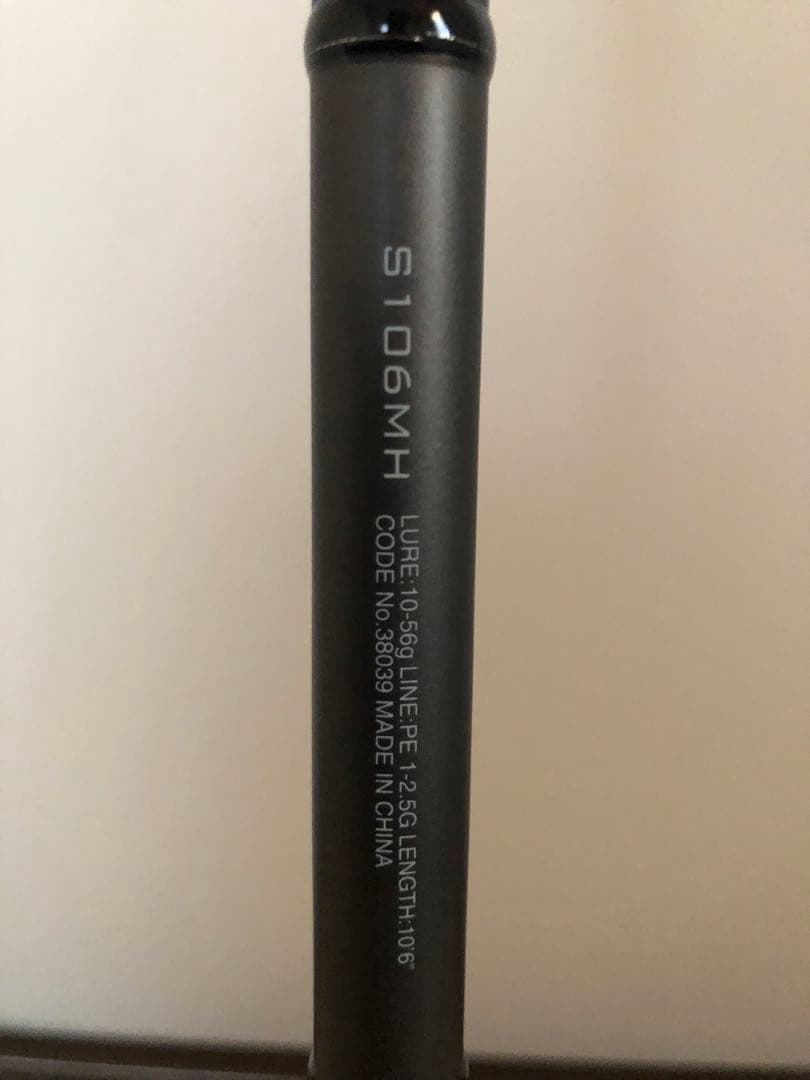 S106MH
LURE:10-56g LINE:PE 1-2.5G LENGTH:10'6"
CODE No.38039 MADE IN CHINA